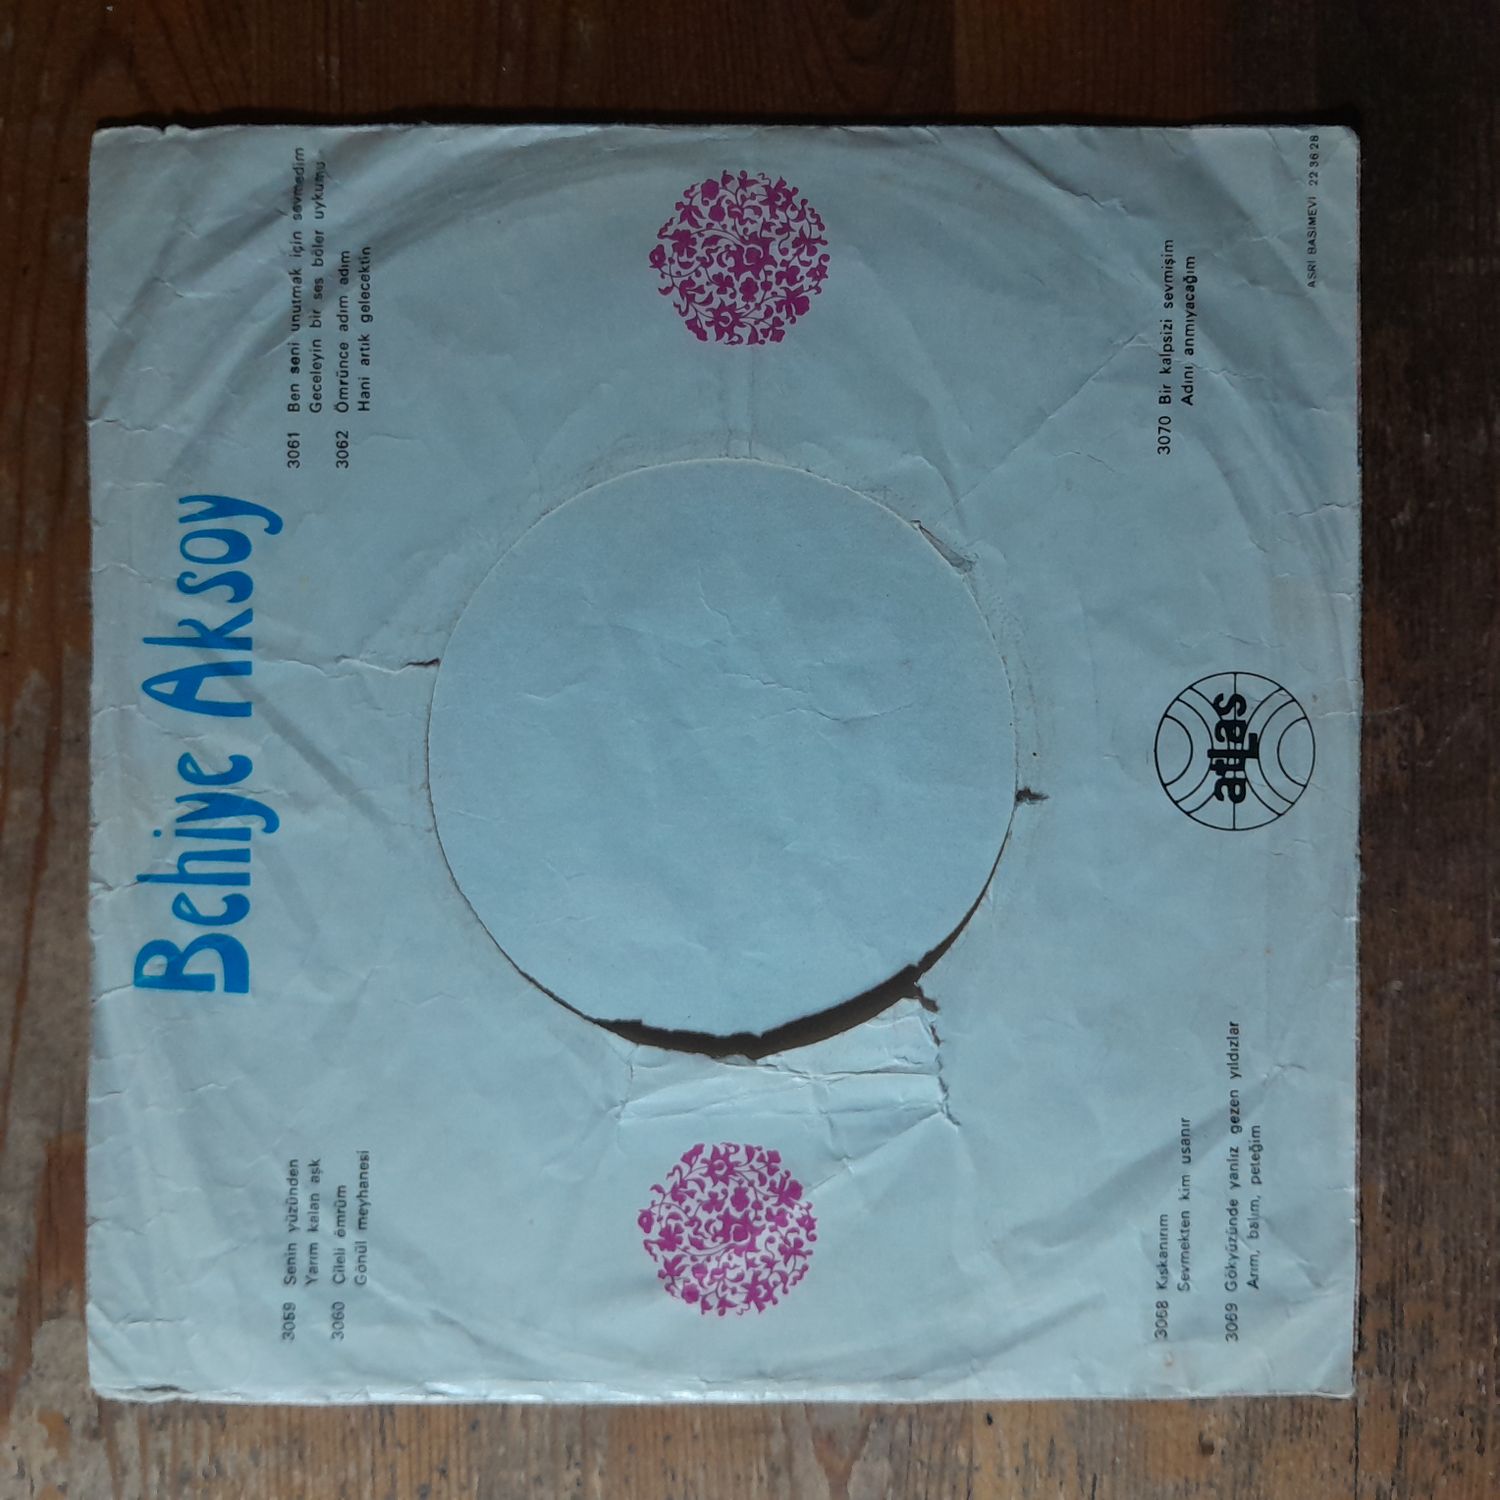 Behiye Aksoy
3059 Senin yüzünden
Yarım kalan aşk
3060 Çileli ömrüm
Gönül meyhanesi
3061 Ben seni unutmak için sevmedim
Geceleyin bir ses böler uykumu
3062 Ömrünce adım adım
Hani artık gelecektin
3068 Kıskanırım
Sevmekten kim usanır
3069 Gökyüzünde yanlız gezen yıldızlar
Arım, balım, peteğim
atlas
3070 Bir kalpsizi sevmişim
Adını anmıyacağım
ASRİ BASIMEVİ 22 36 28